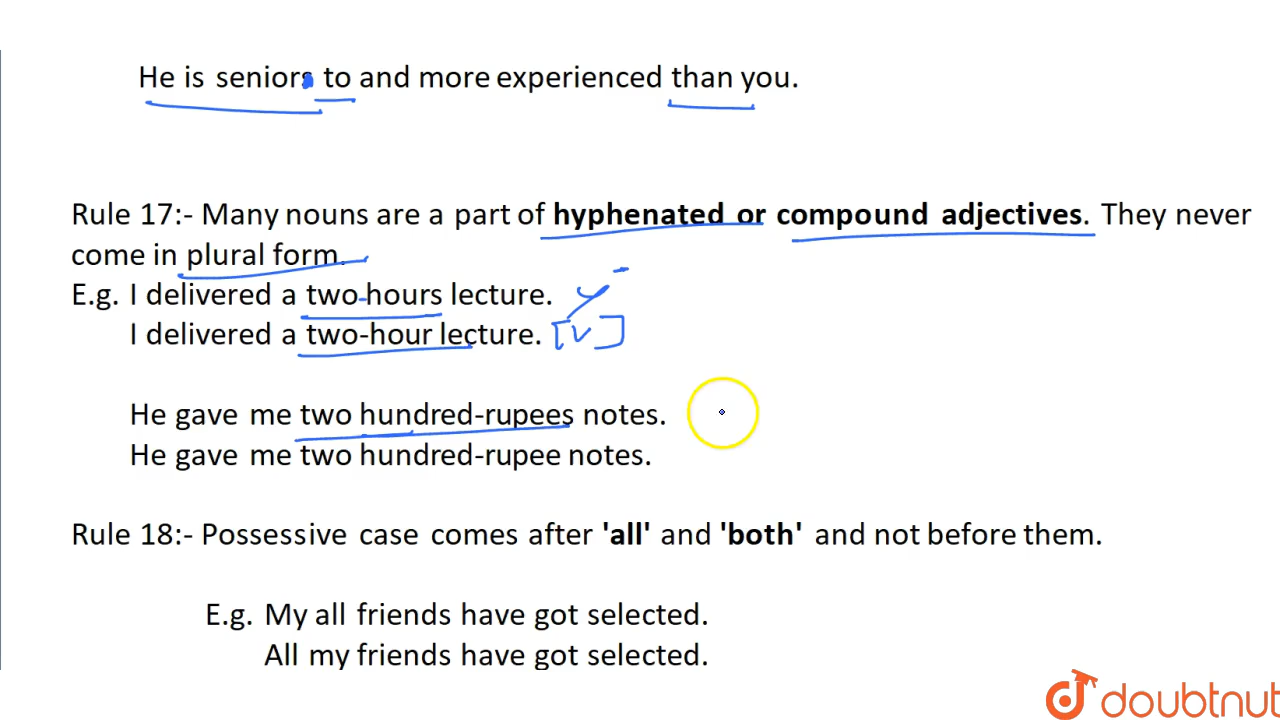 He is seniors to and more experienced than you.
Rule 17:- Many nouns are a part of hyphenated or compound adjectives. They never
come in plural form.
E.g. I delivered a two-hours lecture.
I delivered a two-hour lecture.
He gave me two hundred-rupees notes.
He gave me two hundred-rupee notes.
Rule 18:- Possessive case comes after 'all' and 'both' and not before them.
E.g. My all friends have got selected.
All my friends have got selected.
doubtnut